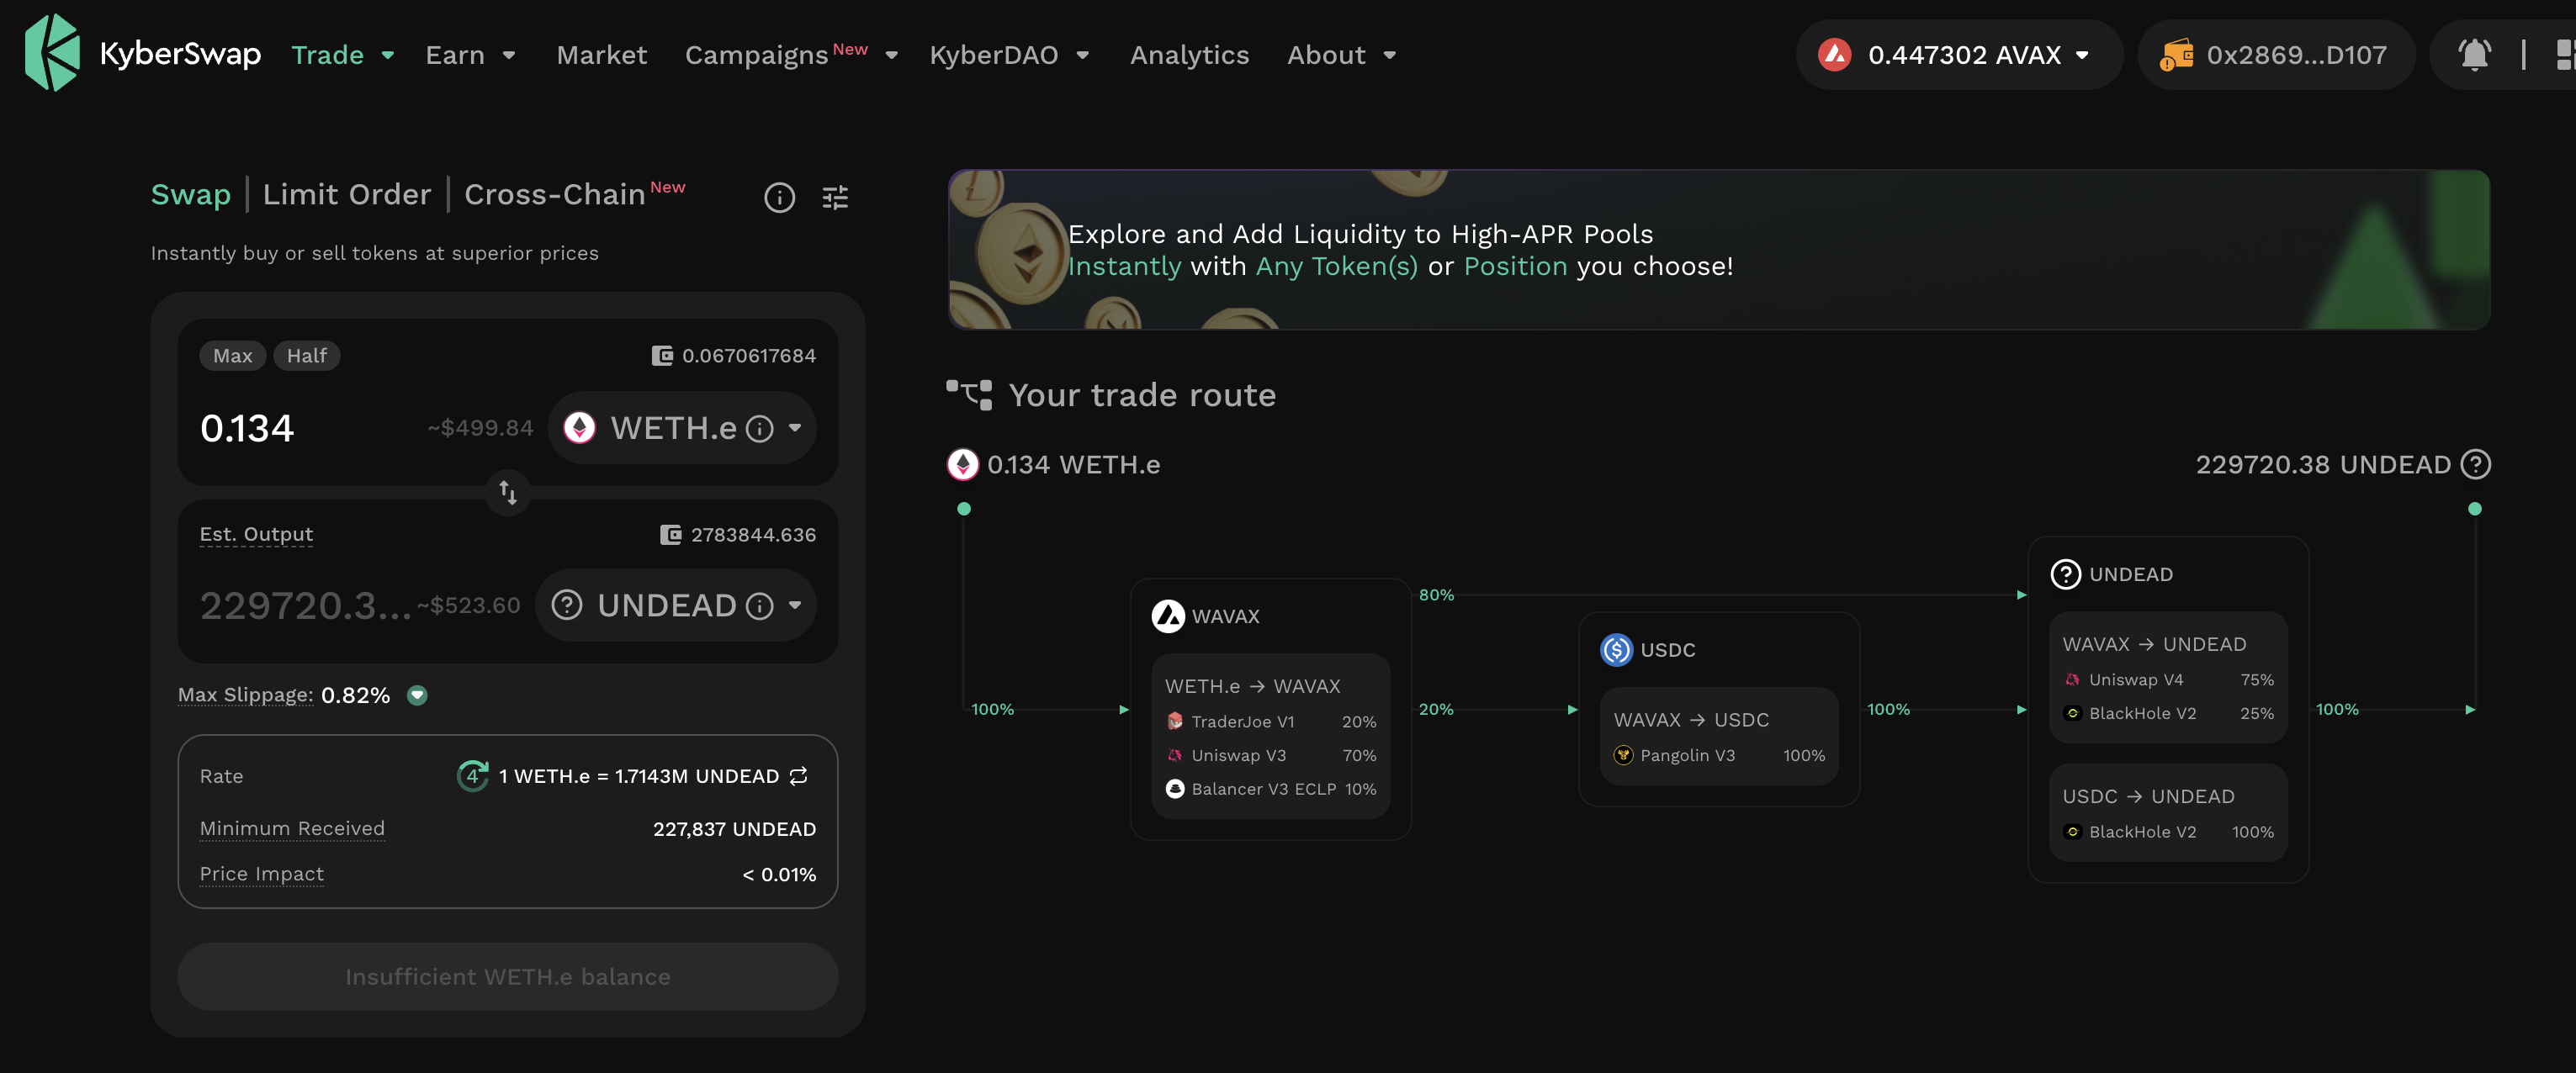 KyberSwap Trade Earn Market Campaigns New KyberDAO Analytics About 0.447302 AVAX 0x2869...D107
Swap | Limit Order | Cross-Chain New
Instantly buy or sell tokens at superior prices
Max Half 0.0670617684
0.134 ~$499.84 WETH.e
Est. Output 2783844.636
229720.3... ~$523.60 UNDEAD
Max Slippage: 0.82%
Rate 4 1 WETH.e = 1.7143M UNDEAD
Minimum Received 227,837 UNDEAD
Price Impact < 0.01%
Insufficient WETH.e balance
Explore and Add Liquidity to High-APR Pools
Instantly with Any Token(s) or Position you choose!
Your trade route
0.134 WETH.e 229720.38 UNDEAD
100%
WAVAX
WETH.e → WAVAX
TraderJoe V1 20%
Uniswap V3 70%
Balancer V3 ECLP 10%
80%
20%
USDC
WAVAX → USDC
Pangolin V3 100%
100%
UNDEAD
WAVAX → UNDEAD
Uniswap V4 75%
BlackHole V2 25%
USDC → UNDEAD
BlackHole V2 100%
100%